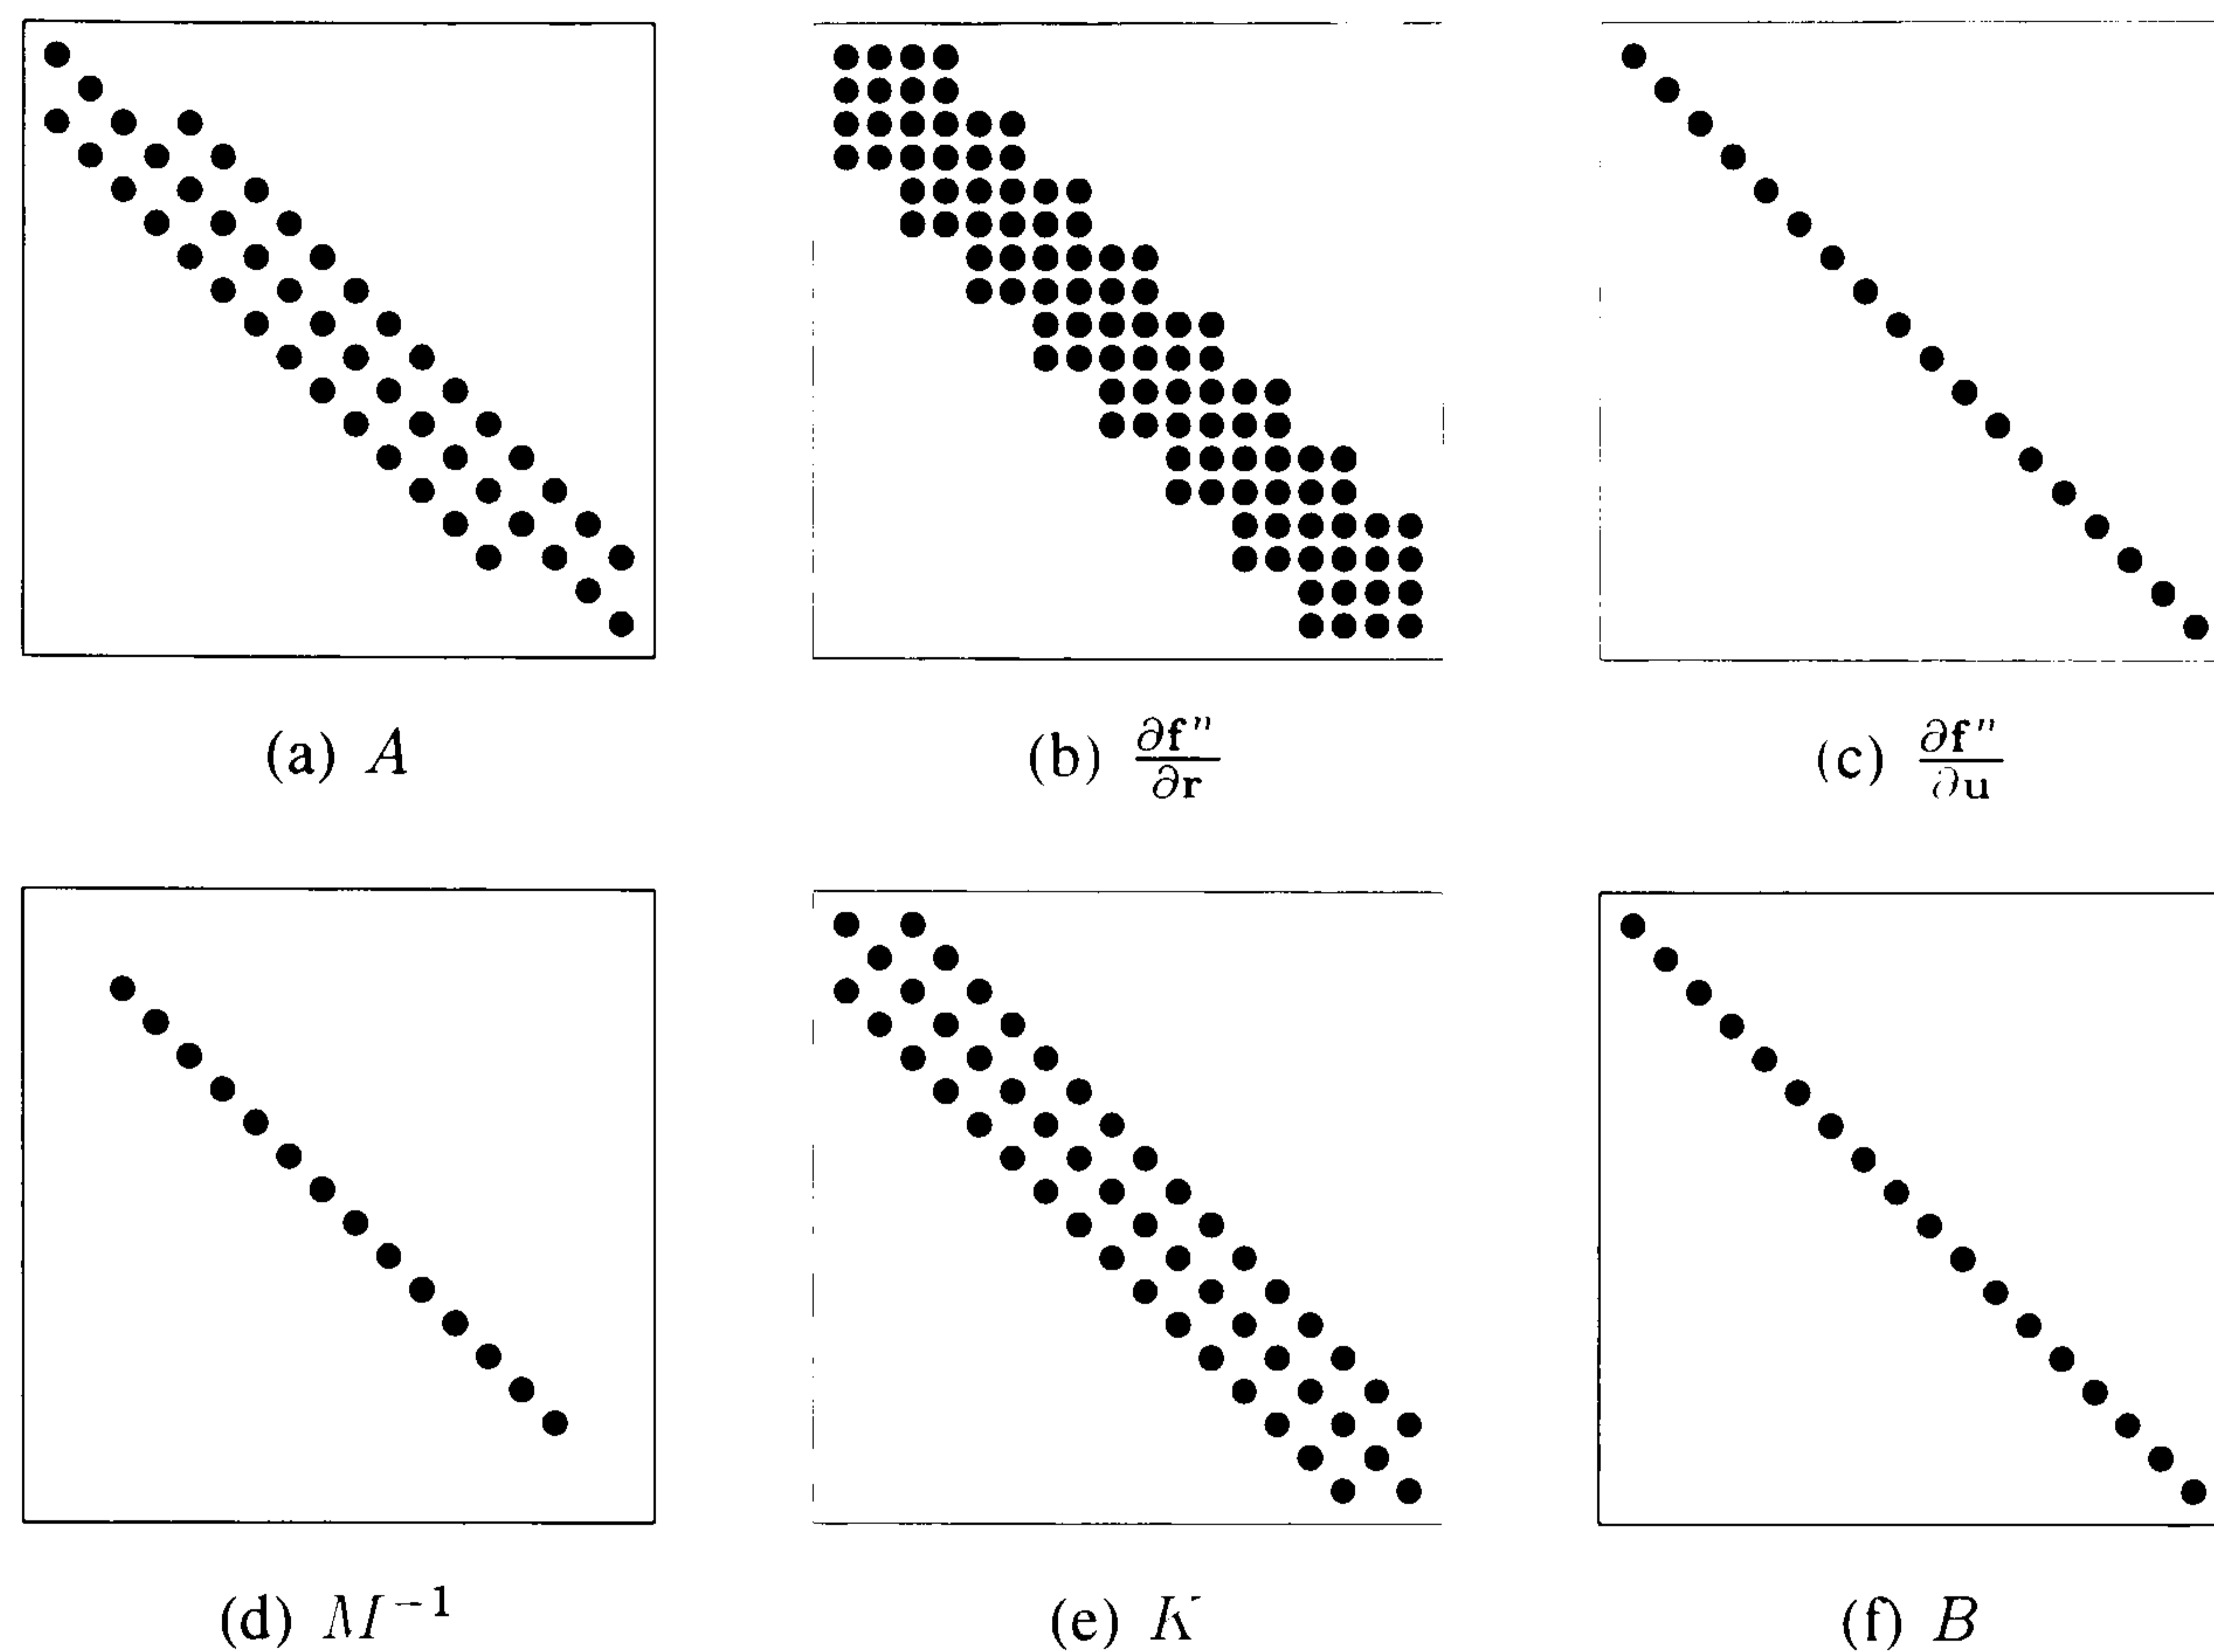 (a) A
(b) ∂f^n/∂r
(c) ∂f^n/∂u
(d) M^{-1}
(e) K
(f) B